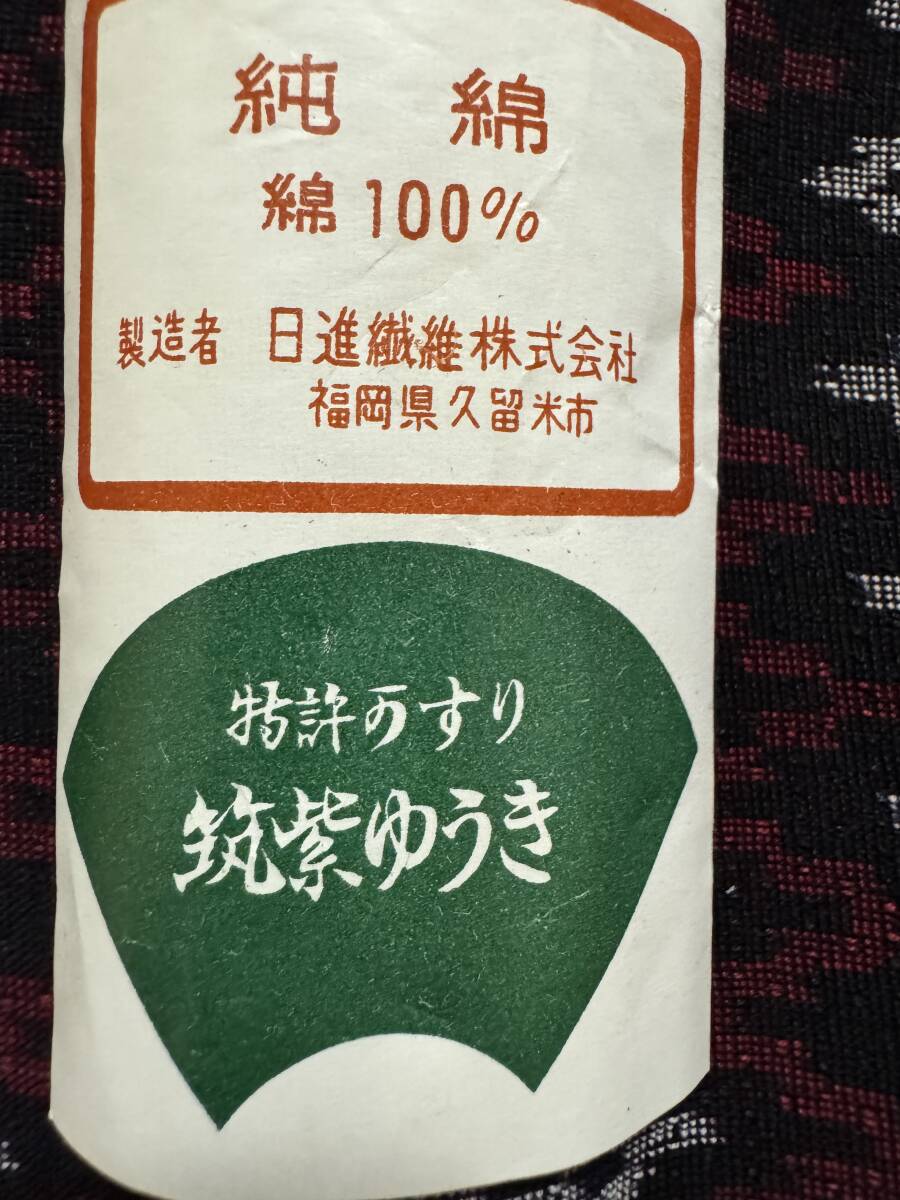 純綿
綿 100%
製造者 日進繊維株式会社
福岡県久留米市
特許かすり
筑紫ゆうき